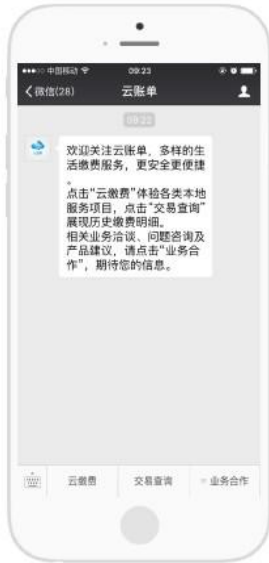 中国移动 09:23
微信(28) 云账单
09:22
欢迎关注云账单，多样的生
活缴费服务，更安全更便捷
。
点击“云缴费”体验各类本地
服务项目，点击“交易查询”
展现历史缴费明细。
相关业务洽谈、问题咨询及
产品建议，请点击“业务合
作”，期待您的信息。
云缴费 交易查询 业务合作